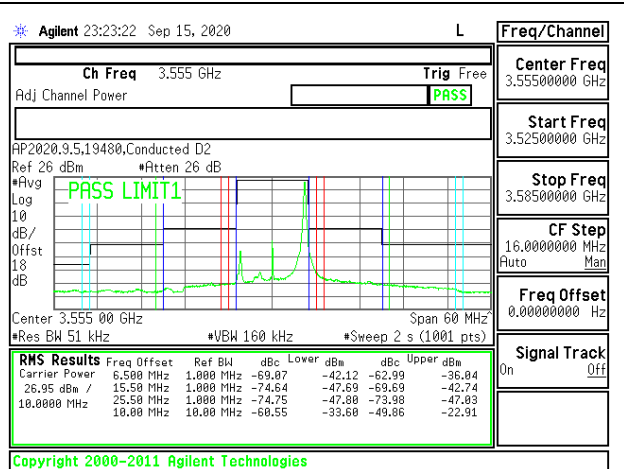 Agilent 23:23:22 Sep 15, 2020 L
Freq/Channel
Ch Freq 3.555 GHz Trig Free
Adj Channel Power PASS
AP2020.9.5,19480,Conducted D2
Ref 26 dBm #Atten 26 dB
#Avg
Log
10
dB/
Offst
18
dB
PASS LIMIT1
Center 3.555 00 GHz Span 60 MHz^
#Res BW 51 kHz #VBW 160 kHz #Sweep 2 s (1001 pts)
RMS Results Freq Offset Ref BW dBc Lower dBm dBc Upper dBm
Carrier Power 6.500 MHz 1.000 MHz -69.07 -42.12 -62.99 -36.04
26.95 dBm / 15.50 MHz 1.000 MHz -74.64 -47.69 -69.69 -42.74
10.0000 MHz 25.50 MHz 1.000 MHz -74.75 -47.80 -73.98 -47.03
10.00 MHz 10.00 MHz -60.55 -33.60 -49.86 -22.91
Center Freq
3.55500000 GHz
Start Freq
3.52500000 GHz
Stop Freq
3.58500000 GHz
CF Step
16.0000000 MHz
Auto Man
Freq Offset
0.00000000 Hz
Signal Track
On Off
Copyright 2000-2011 Agilent Technologies